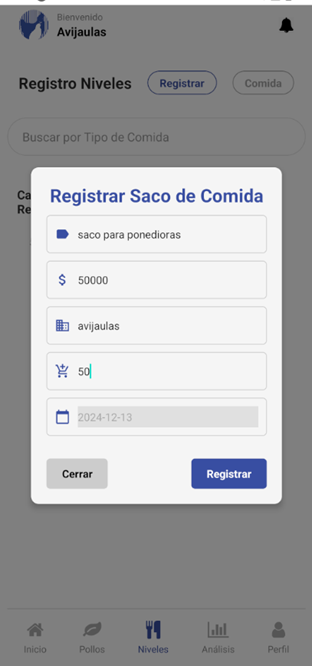 Bienvenido
Avijaulas
Registro Niveles
Registrar
Comida
Buscar por Tipo de Comida
Ca
Re
Registrar Saco de Comida
saco para ponedioras
$ 50000
avijaulas
50
2024-12-13
Cerrar
Registrar
Inicio
Pollos
Niveles
Análisis
Perfil